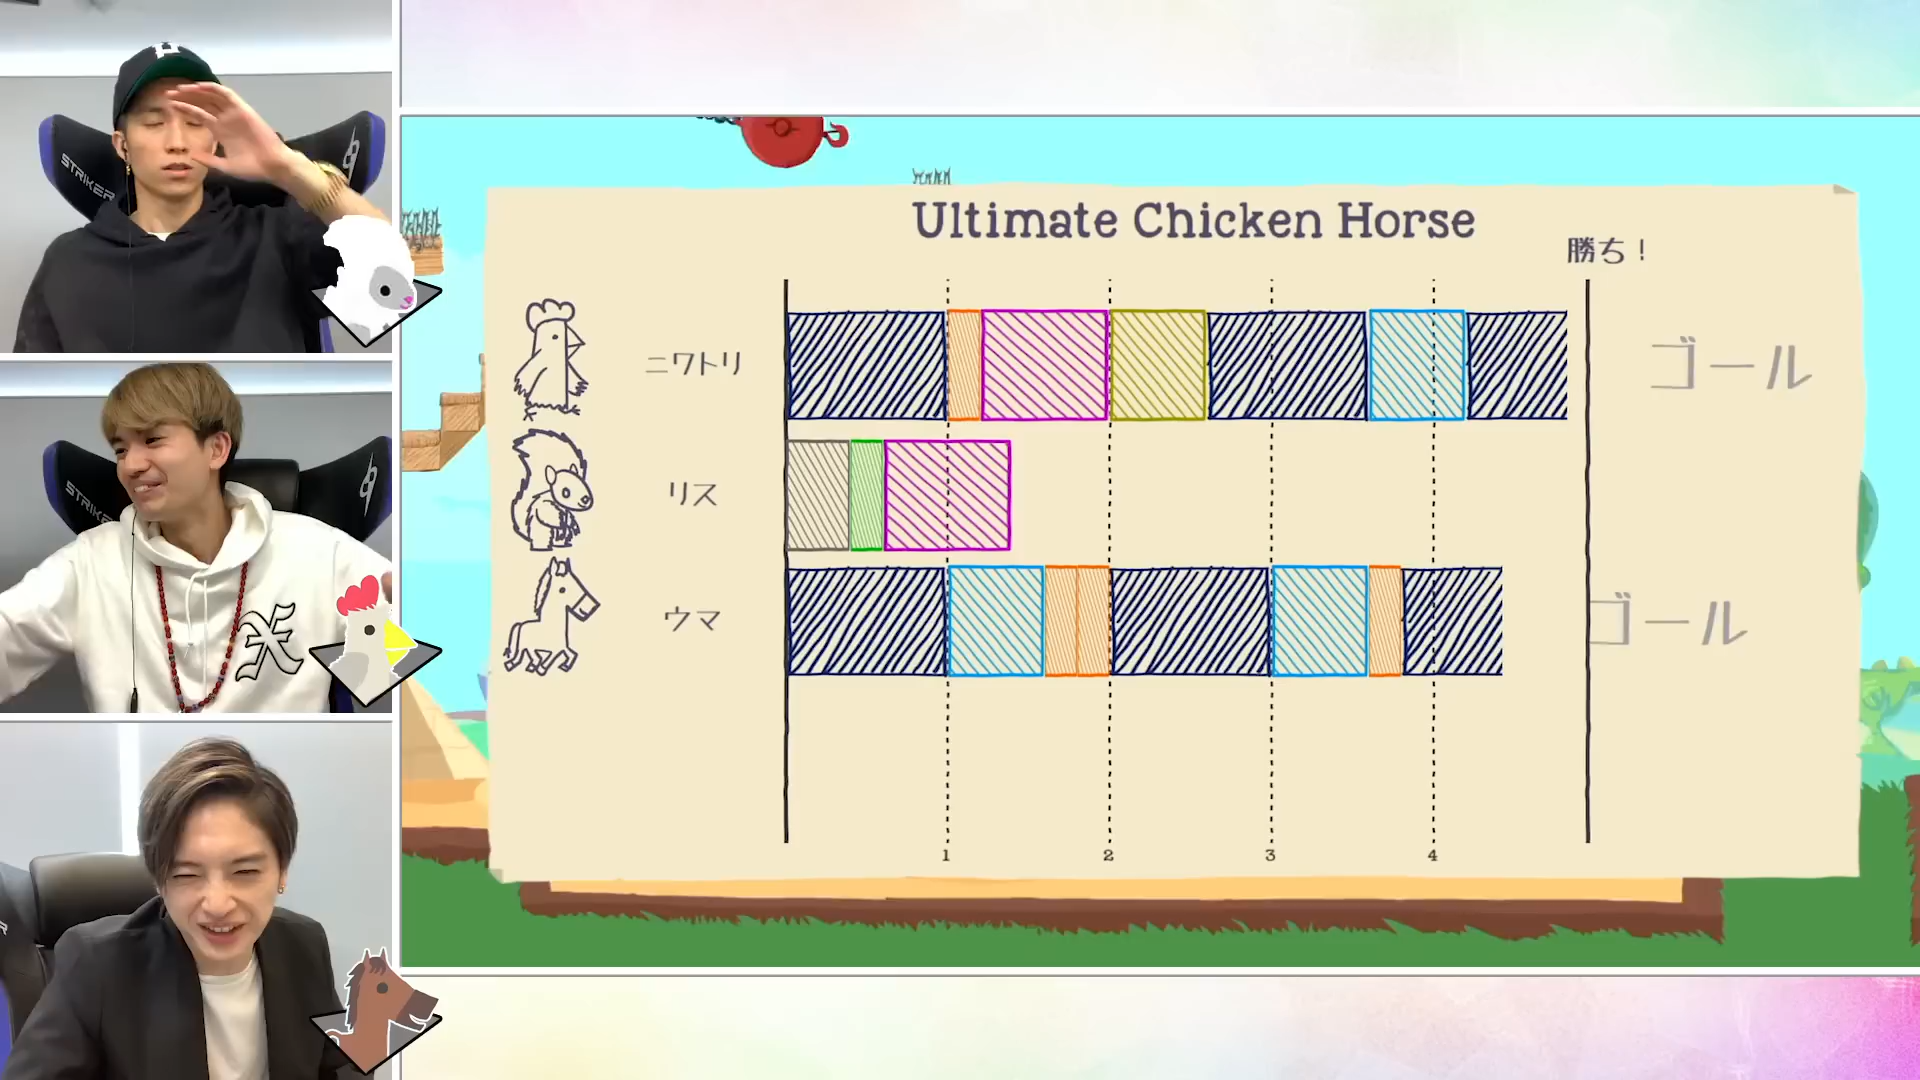 STRIKER
STRIKER
Ultimate Chicken Horse
勝ち！
ニワトリ
ゴール
リス
ウマ
ゴール
1
2
3
4